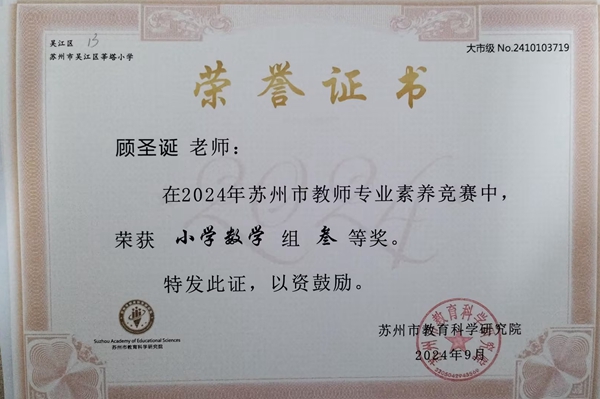 吴江区 13
苏州市吴江区莘塔小学
大市级 No.2410103719
荣誉证书
顾圣诞 老师：
在2024年苏州市教师专业素养竞赛中，
荣获 小学数学 组 叁 等奖。
特发此证，以资鼓励。
Suzhou Academy of Educational Sciences
苏州市教育科学研究院
苏州市教育科学研究院
2024年9月
2024